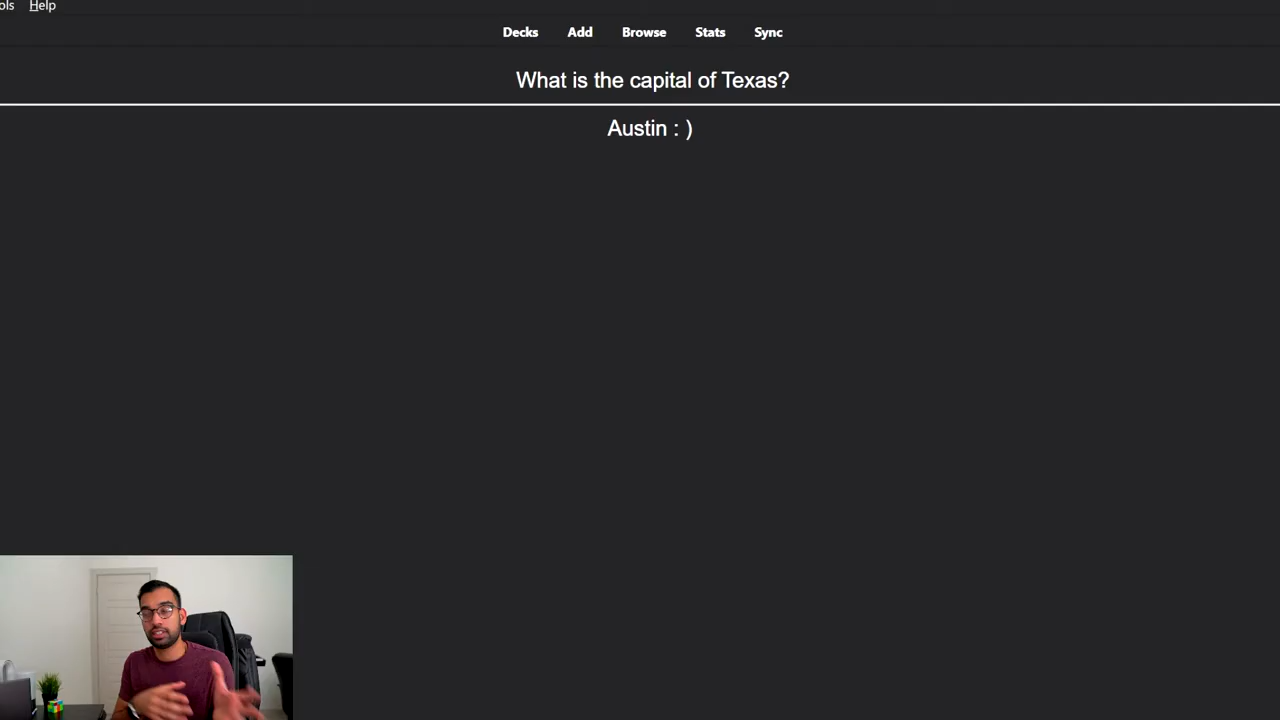 ols Help
Decks Add Browse Stats Sync
What is the capital of Texas?
Austin : )